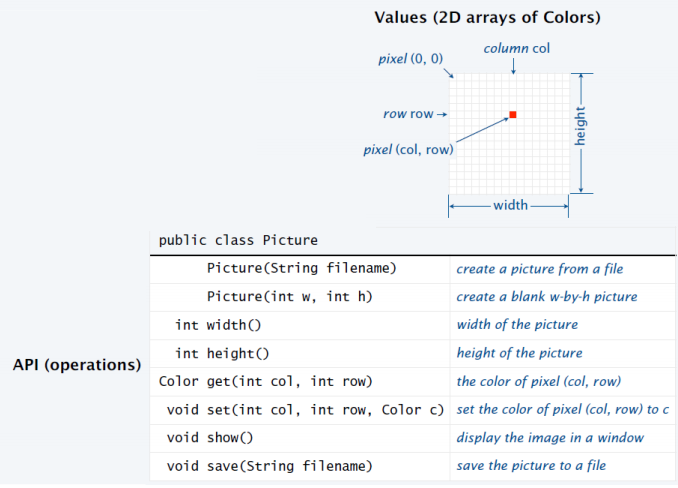 Values (2D arrays of Colors)
column col
pixel (0, 0)
row row
pixel (col, row)
height
width
public class Picture
Picture(String filename) create a picture from a file
Picture(int w, int h) create a blank w-by-h picture
int width() width of the picture
int height() height of the picture
API (operations)
Color get(int col, int row) the color of pixel (col, row)
void set(int col, int row, Color c) set the color of pixel (col, row) to c
void show() display the image in a window
void save(String filename) save the picture to a file